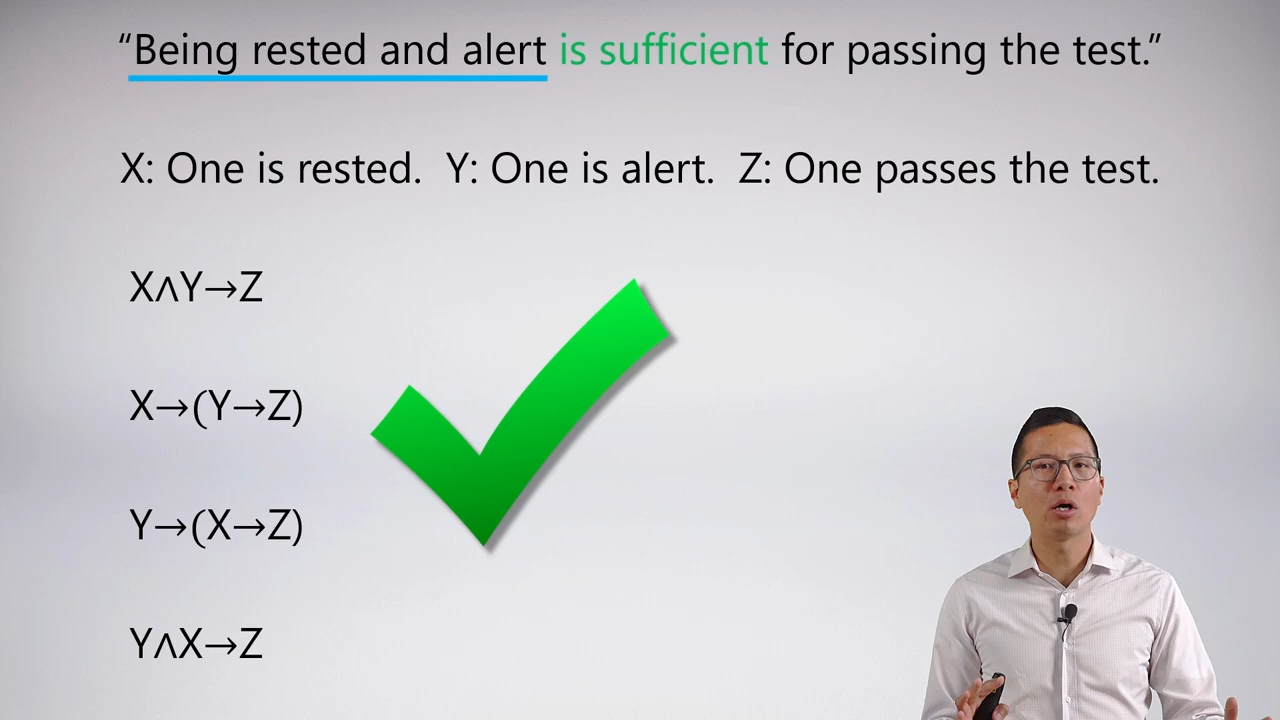 “Being rested and alert is sufficient for passing the test.”
X: One is rested. Y: One is alert. Z: One passes the test.
X∧Y→Z
X→(Y→Z)
Y→(X→Z)
Y∧X→Z